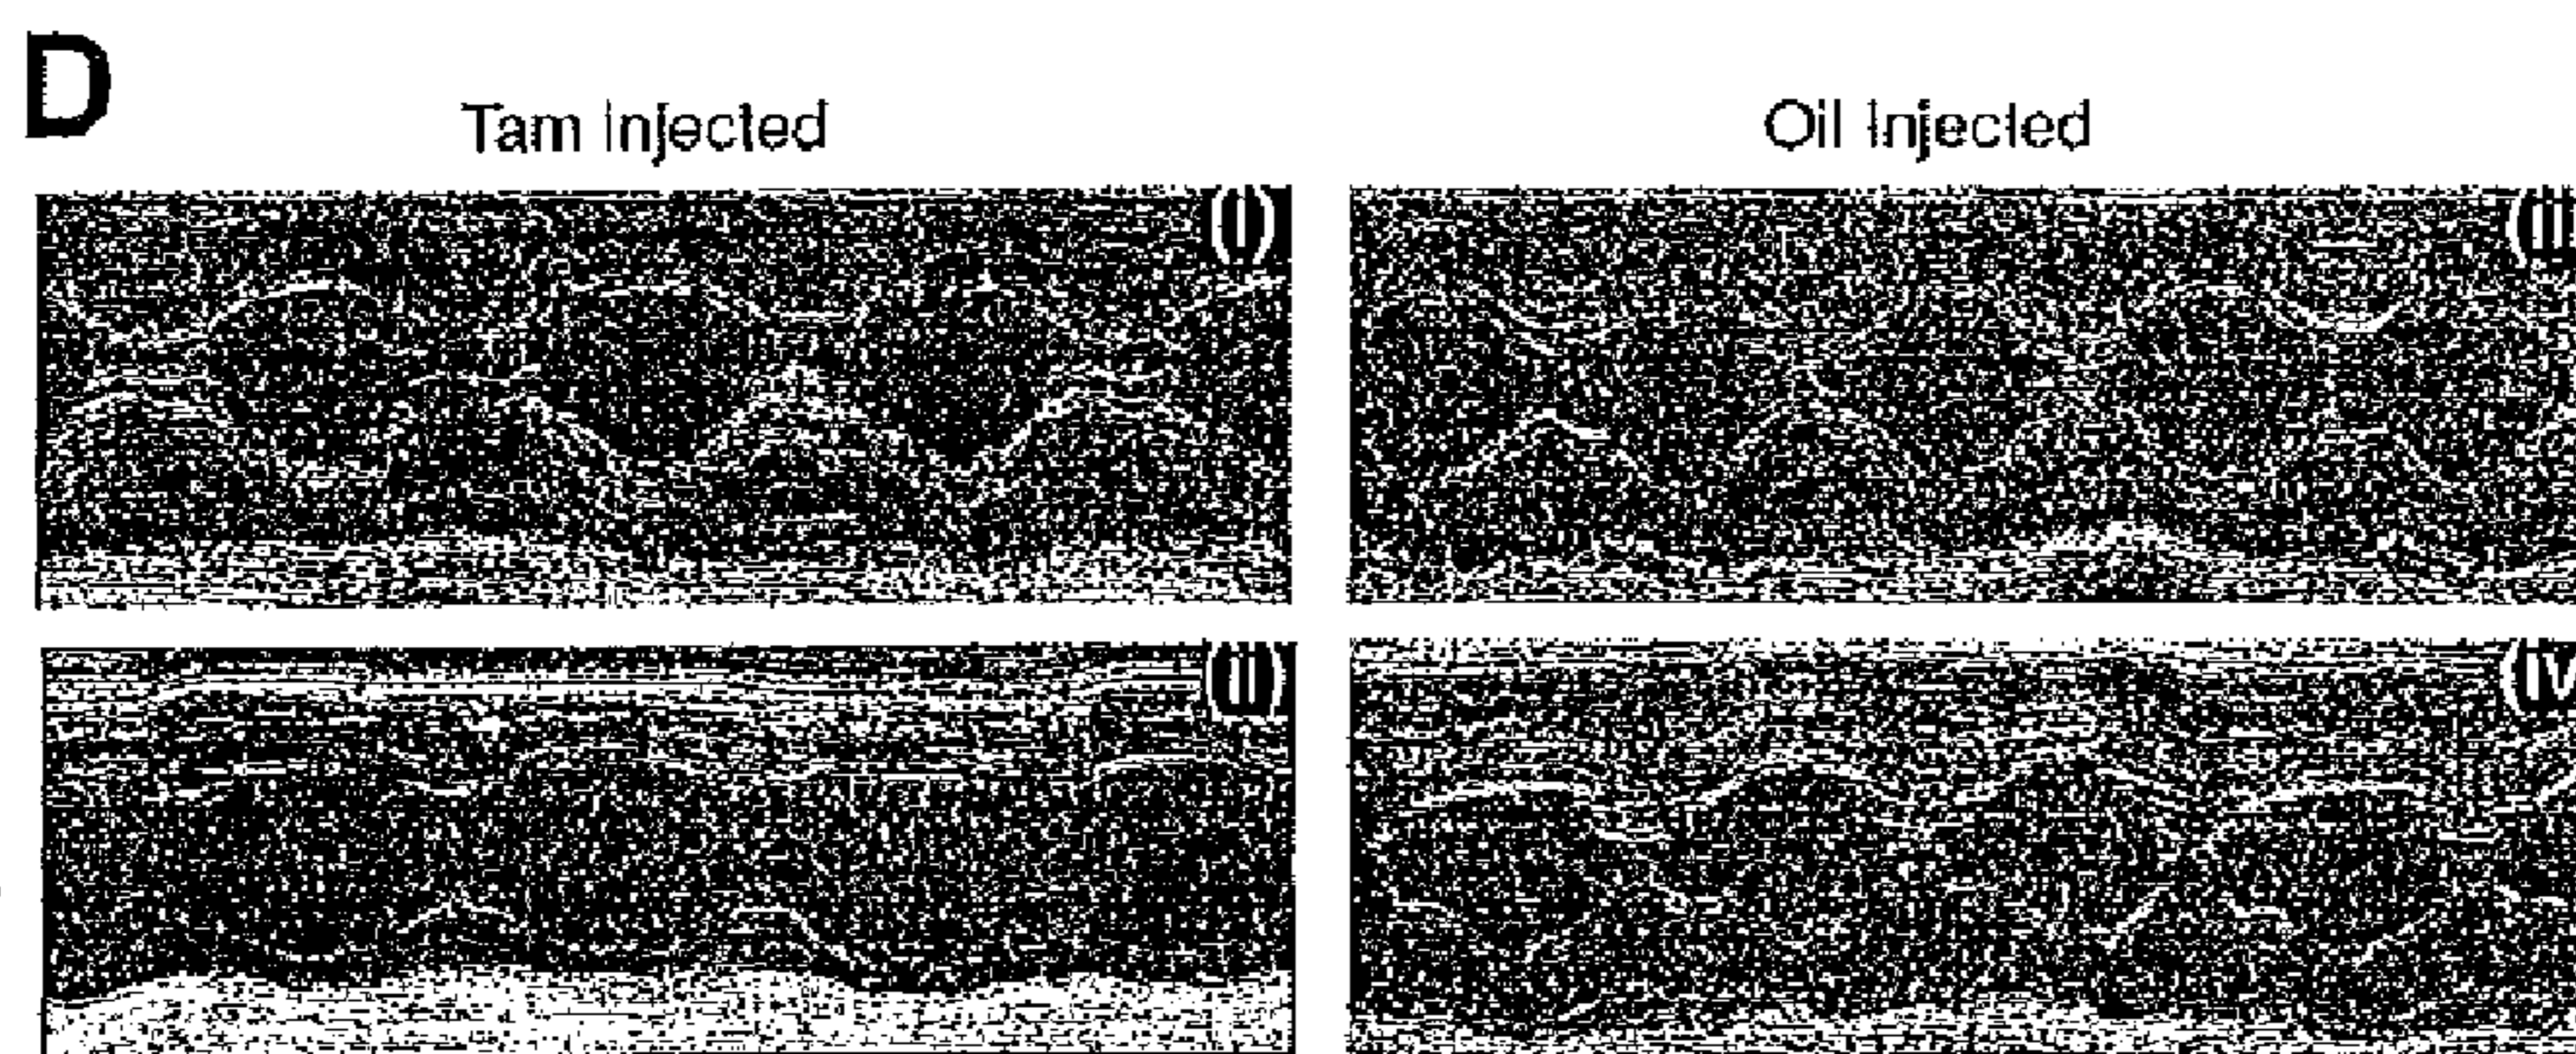 D
Tam Injected
Oil Injected
(i)
(ii)